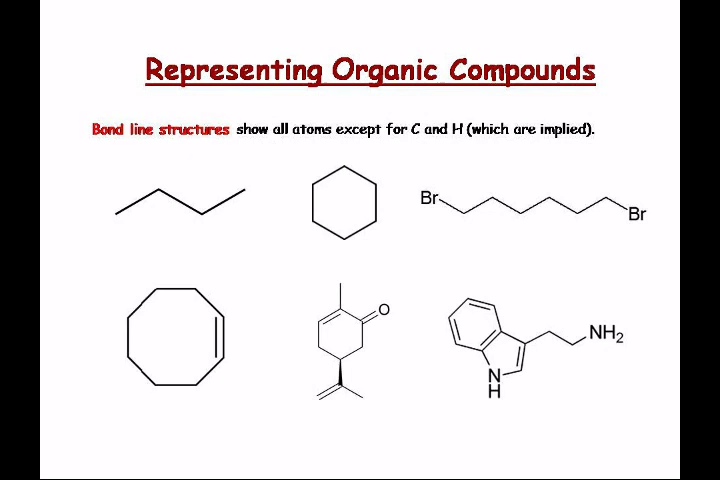 Representing Organic Compounds
Bond line structures show all atoms except for C and H (which are implied).
Br
Br
O
NH₂
N
H